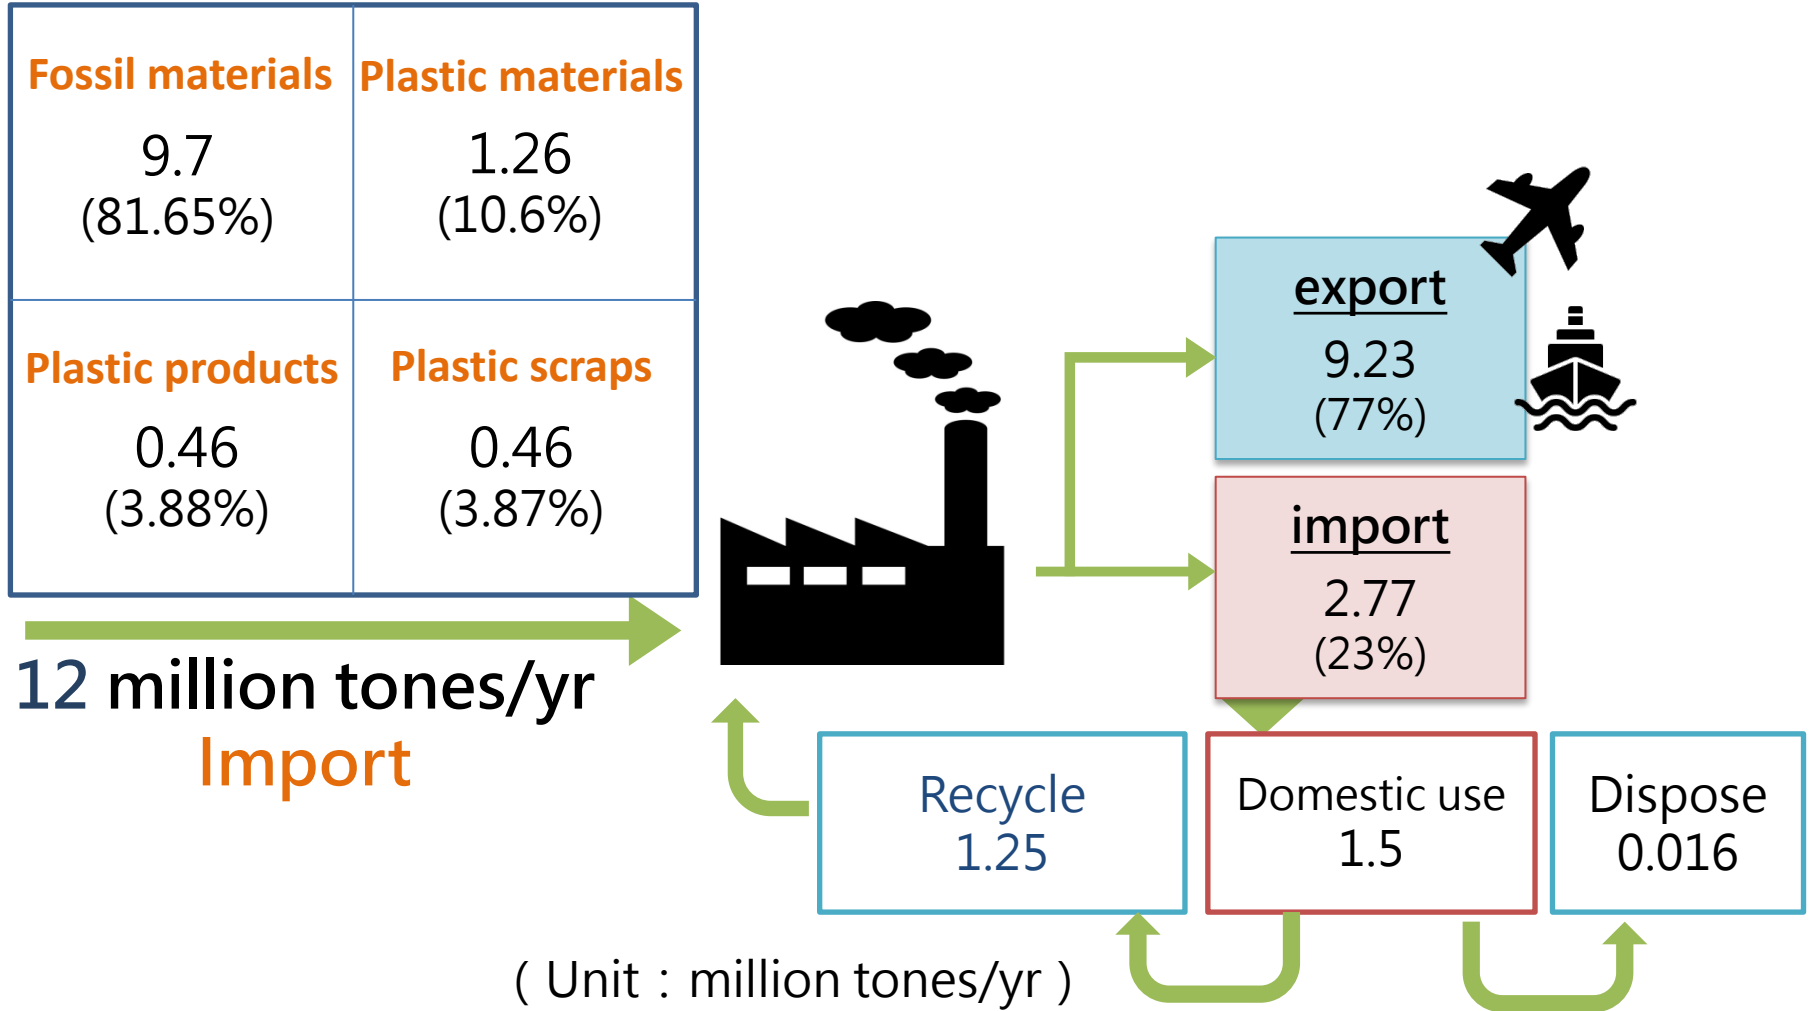 Fossil materials
9.7
(81.65%)
Plastic materials
1.26
(10.6%)
Plastic products
0.46
(3.88%)
Plastic scraps
0.46
(3.87%)
12 million tones/yr
Import
export
9.23
(77%)
import
2.77
(23%)
Recycle
1.25
Domestic use
1.5
Dispose
0.016
( Unit：million tones/yr )